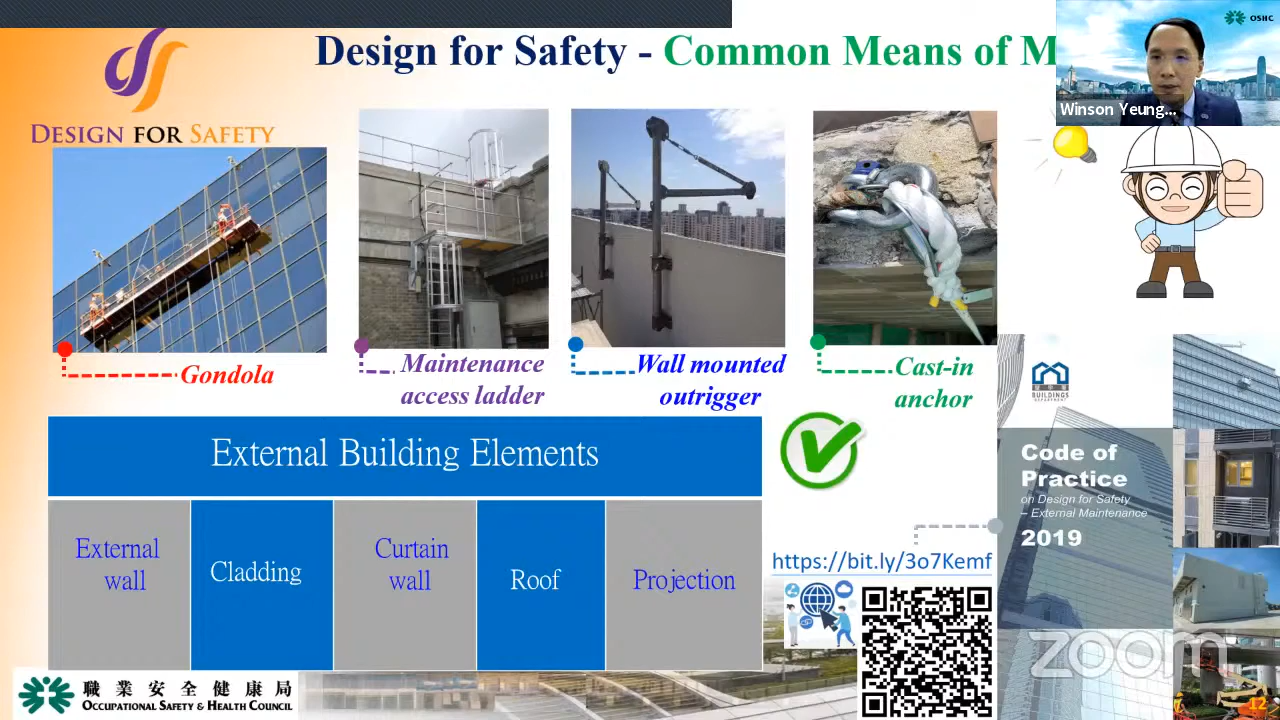 Design for Safety - Common Means of M
OSHC
Winson Yeung...
DESIGN FOR SAFETY
Gondola
Maintenance
access ladder
Wall mounted
outrigger
Cast-in
anchor
BUILDINGS
DEPARTMENT
External Building Elements
External
wall
Cladding
Curtain
wall
Roof
Projection
Code of
Practice
on Design for Safety
– External Maintenance
2019
https://bit.ly/3o7Kemf
zoom
職業安全健康局
OCCUPATIONAL SAFETY & HEALTH COUNCIL
12